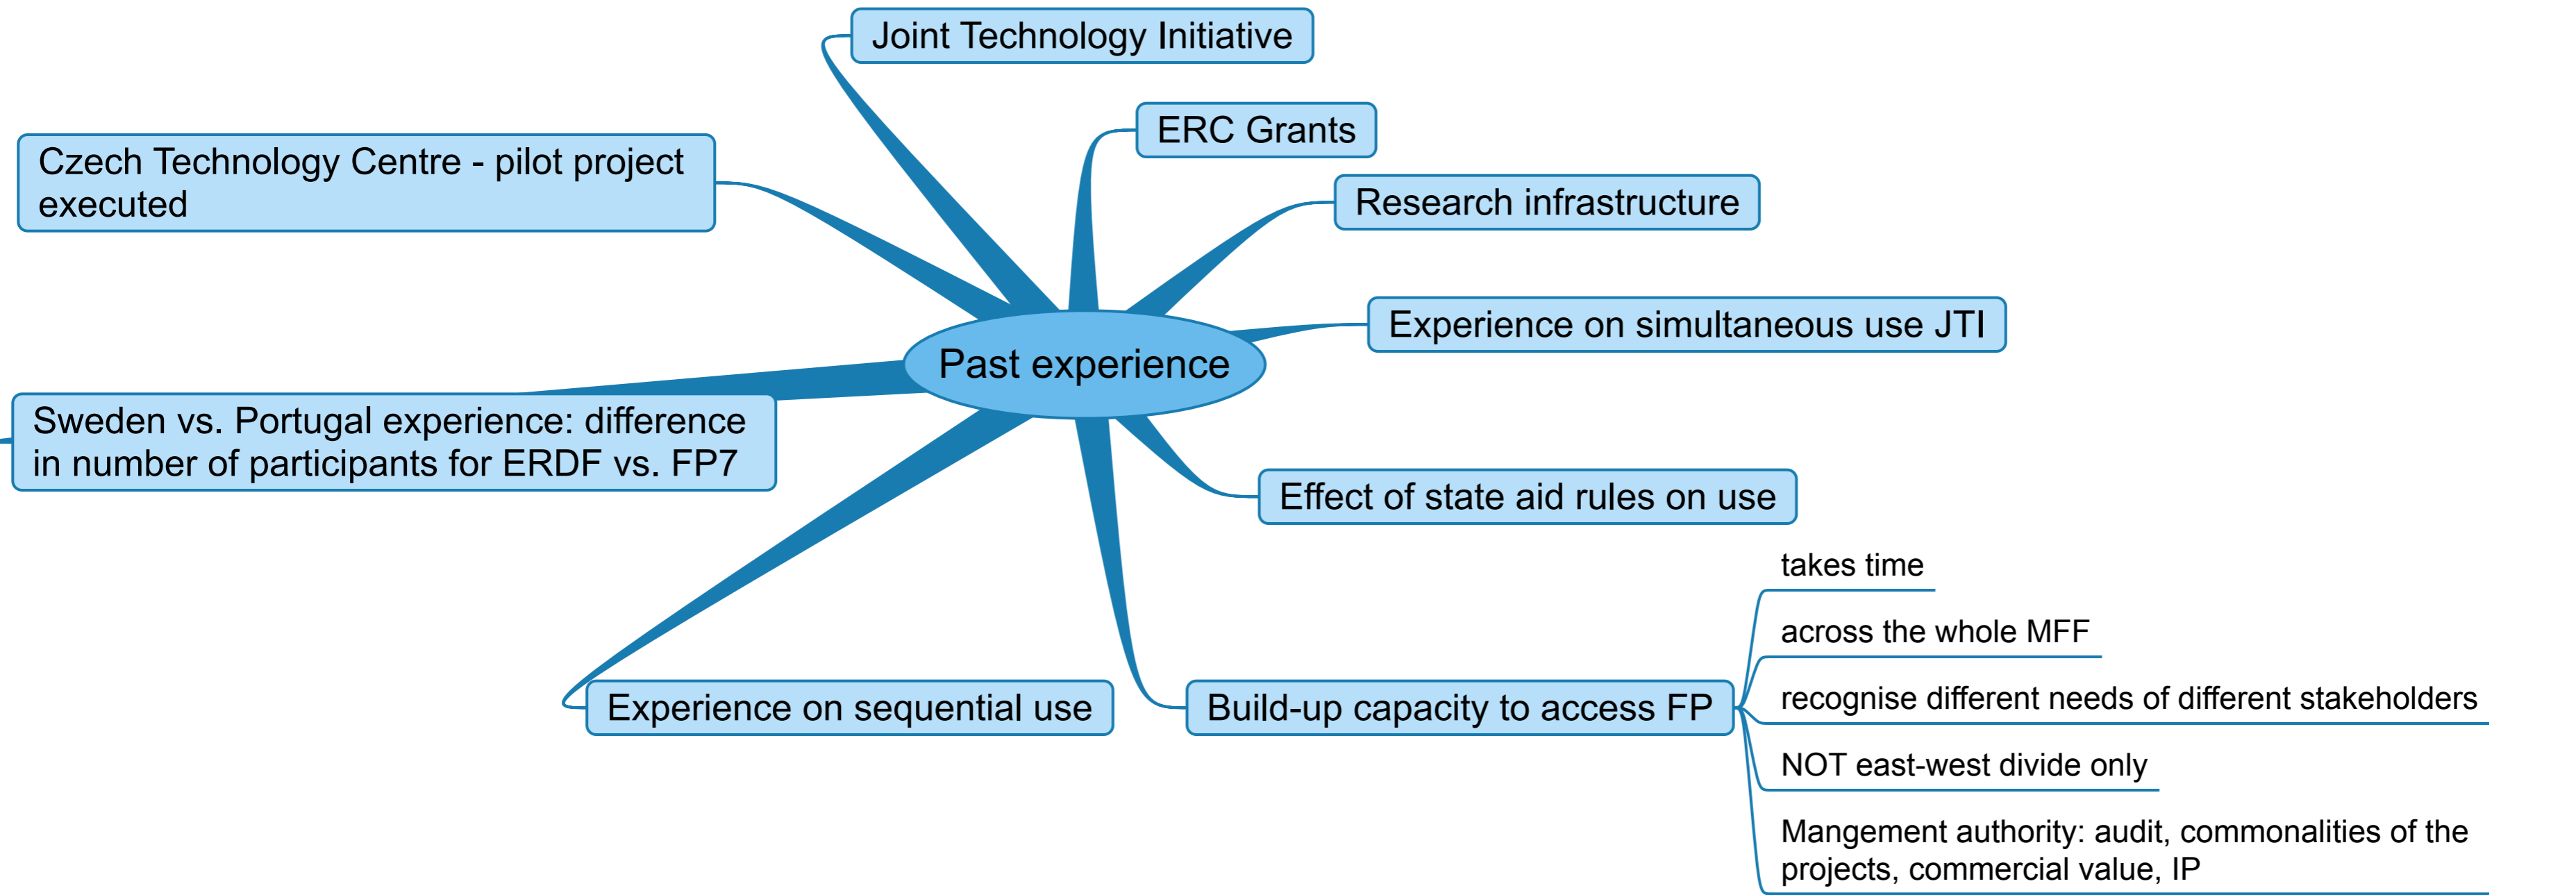 Joint Technology Initiative
ERC Grants
Czech Technology Centre - pilot project
executed
Research infrastructure
Experience on simultaneous use JTI
Past experience
Sweden vs. Portugal experience: difference
in number of participants for ERDF vs. FP7
Effect of state aid rules on use
Experience on sequential use
Build-up capacity to access FP
takes time
across the whole MFF
recognise different needs of different stakeholders
NOT east-west divide only
Mangement authority: audit, commonalities of the
projects, commercial value, IP